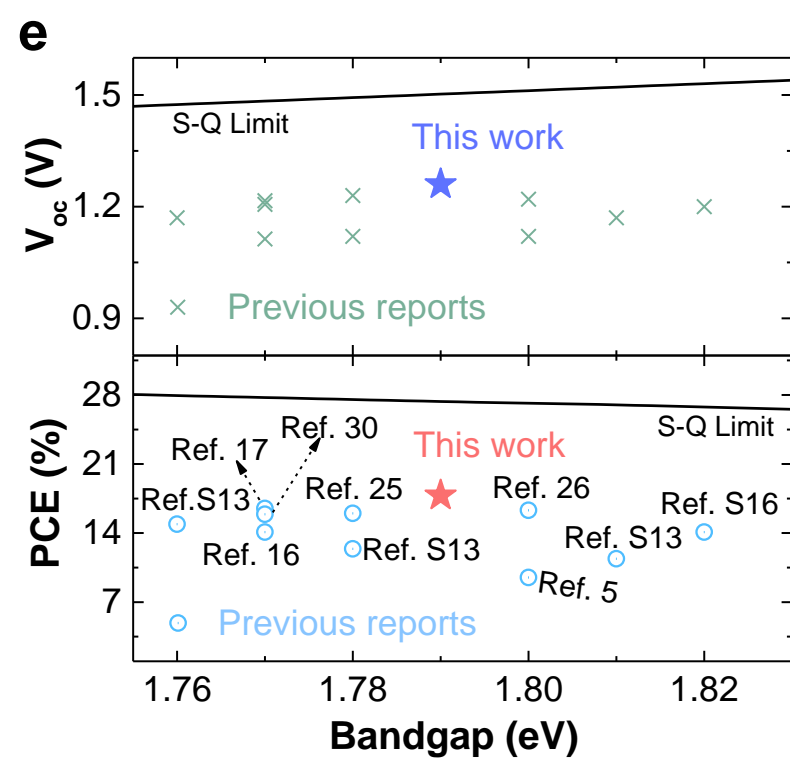 e
1.5
S-Q Limit
This work
V_oc (V)
1.2
Previous reports
0.9
28
S-Q Limit
Ref. 30
Ref. 17
This work
PCE (%)
21
Ref.S13
Ref. 25
Ref. 26
Ref. S16
14
Ref. 16
Ref. S13
Ref. S13
Ref. 5
7
Previous reports
1.76
1.78
1.80
1.82
Bandgap (eV)